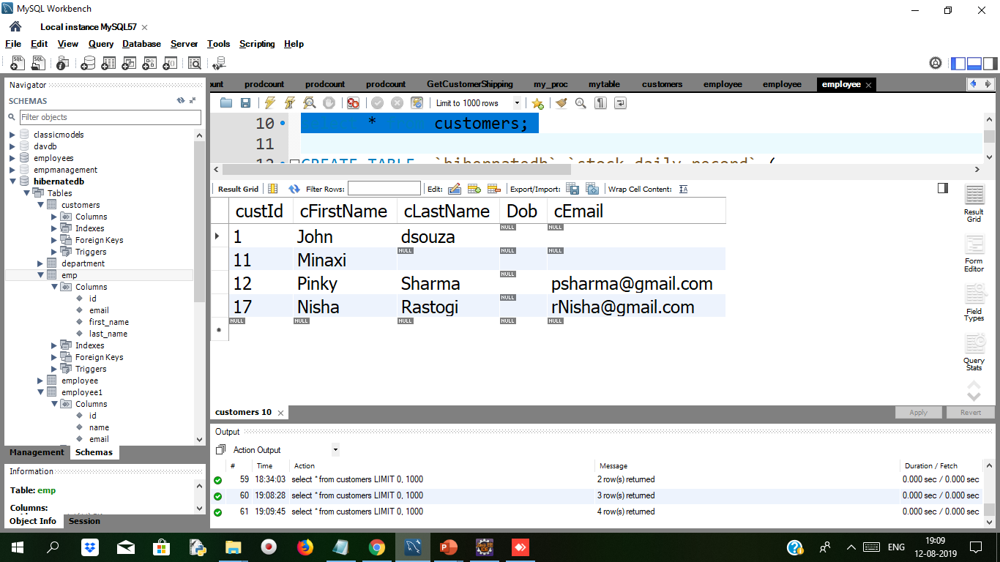 MySQL Workbench
Local instance MySQL57
File Edit View Query Database Server Tools Scripting Help
Navigator
SCHEMAS
Filter objects
classicmodels
davdb
employees
empmanagement
hibernatedb
Tables
customers
Columns
Indexes
Foreign Keys
Triggers
department
emp
Columns
id
email
first_name
last_name
Indexes
Foreign Keys
Triggers
employee
employee1
Columns
id
name
email
Management Schemas
Information
Table: emp
Columns:
Object Info Session
ount prodcount prodcount prodcount GetCustomerShipping my_proc mytable customers employee employee employee
Limit to 1000 rows
10 * customers;
11
12 CREATE TABLE `hibernatedb`.`stock_daily_record` (
Result Grid Filter Rows: Edit: Export/Import: Wrap Cell Content:
custId cFirstName cLastName Dob cEmail
1 John dsouza NULL NULL
11 Minaxi NULL NULL NULL
12 Pinky Sharma NULL psharma@gmail.com
17 Nisha Rastogi NULL rNisha@gmail.com
* NULL NULL NULL NULL NULL
Result
Grid
Form
Editor
Field
Types
Query
Stats
customers 10
Apply Revert
Output
Action Output
# Time Action Message Duration / Fetch
59 18:34:03 select * from customers LIMIT 0, 1000 2 row(s) returned 0.000 sec / 0.000 sec
60 19:08:28 select * from customers LIMIT 0, 1000 3 row(s) returned 0.000 sec / 0.000 sec
61 19:09:45 select * from customers LIMIT 0, 1000 4 row(s) returned 0.000 sec / 0.000 sec
ENG
19:09
12-08-2019